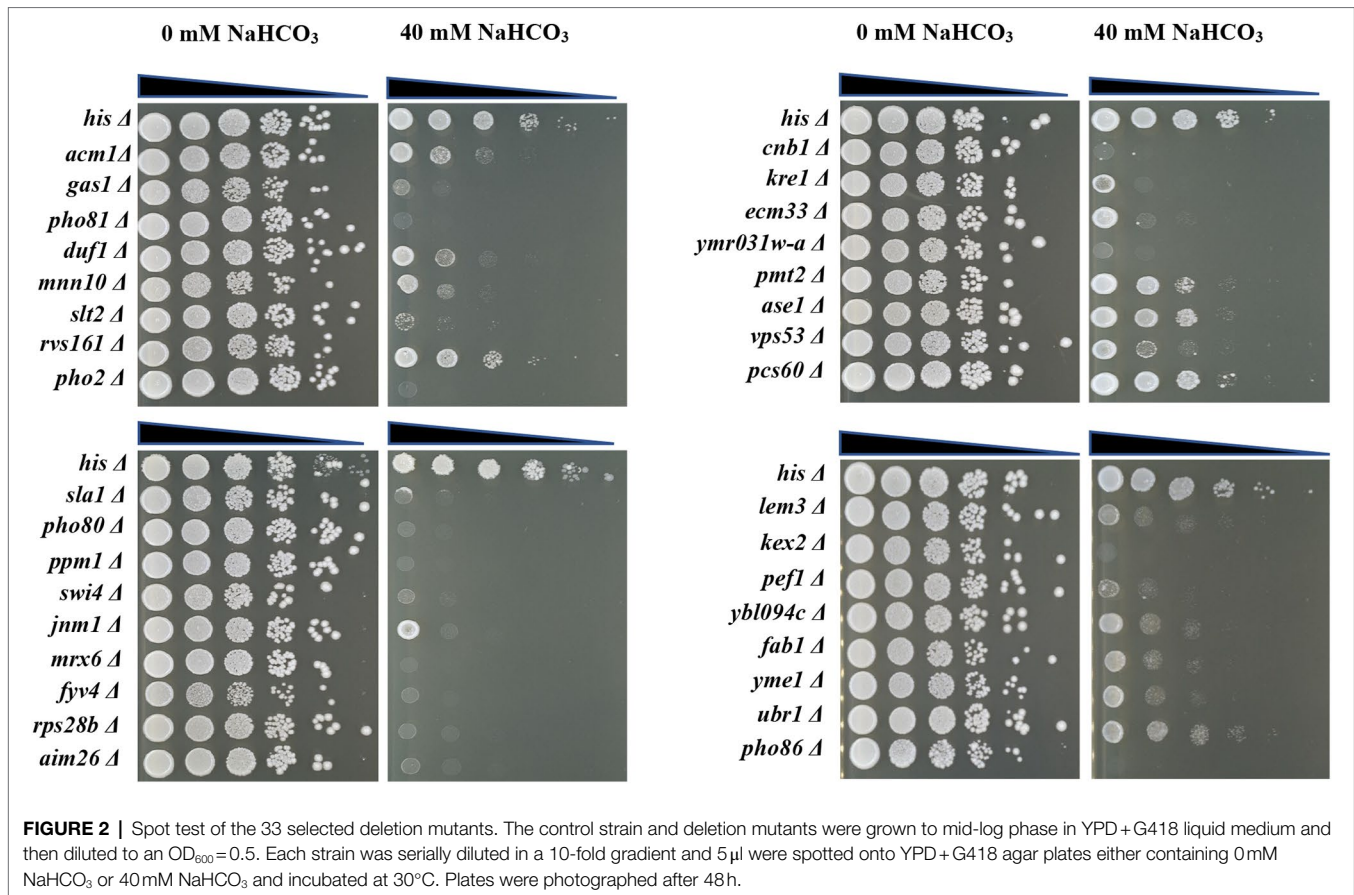 0 mM NaHCO₃ 40 mM NaHCO₃
his Δ
acm1Δ
gas1 Δ
pho81 Δ
duf1 Δ
mnn10 Δ
slt2 Δ
rvs161 Δ
pho2 Δ
his Δ
sla1 Δ
pho80 Δ
ppm1 Δ
swi4 Δ
jnm1 Δ
mrx6 Δ
fyv4 Δ
rps28b Δ
aim26 Δ
0 mM NaHCO₃ 40 mM NaHCO₃
his Δ
cnb1 Δ
kre1 Δ
ecm33 Δ
ymr031w-a Δ
pmt2 Δ
ase1 Δ
vps53 Δ
pcs60 Δ
his Δ
lem3 Δ
kex2 Δ
pef1 Δ
ybl094c Δ
fab1 Δ
yme1 Δ
ubr1 Δ
pho86 Δ
FIGURE 2 | Spot test of the 33 selected deletion mutants. The control strain and deletion mutants were grown to mid-log phase in YPD+G418 liquid medium and
then diluted to an OD₆₀₀=0.5. Each strain was serially diluted in a 10-fold gradient and 5 μl were spotted onto YPD+G418 agar plates either containing 0 mM
NaHCO₃ or 40 mM NaHCO₃ and incubated at 30°C. Plates were photographed after 48 h.